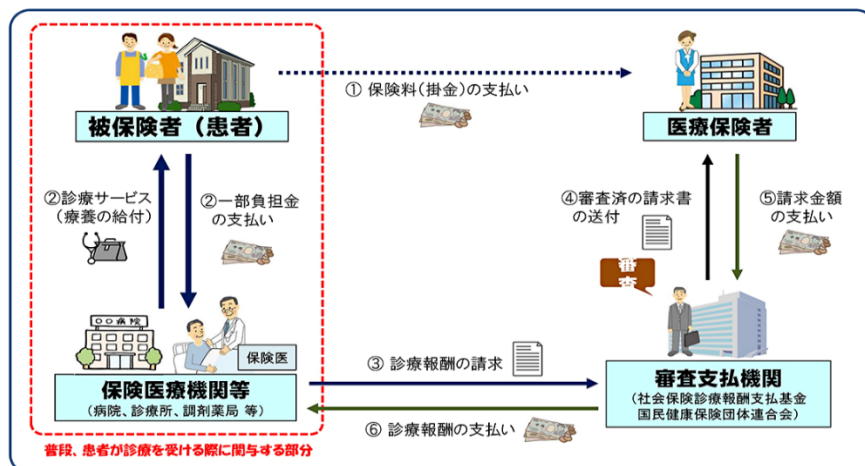 ① 保険料(掛金)の支払い
被保険者(患者)
医療保険者
②診療サービス
(療養の給付)
②一部負担金
の支払い
④審査済の請求書
の送付
⑤請求金額
の支払い
審査
○○病院
保険医
③ 診療報酬の請求
保険医療機関等
(病院、診療所、調剤薬局 等)
審査支払機関
(社会保険診療報酬支払基金
国民健康保険団体連合会)
⑥ 診療報酬の支払い
普段、患者が診療を受ける際に関与する部分